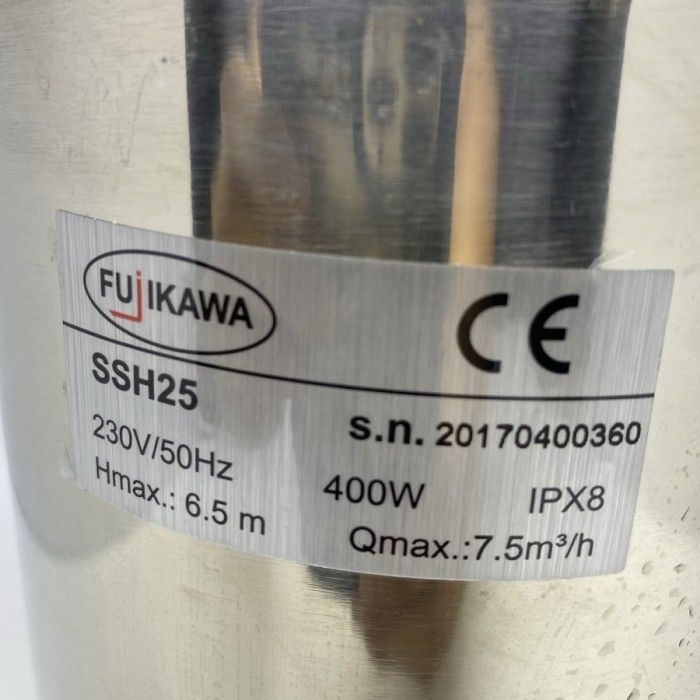 FUjIKAWA
CE
SSH25
s.n. 20170400360
230V/50Hz
400W
IPX8
Hmax.: 6.5 m
Qmax.:7.5m³/h